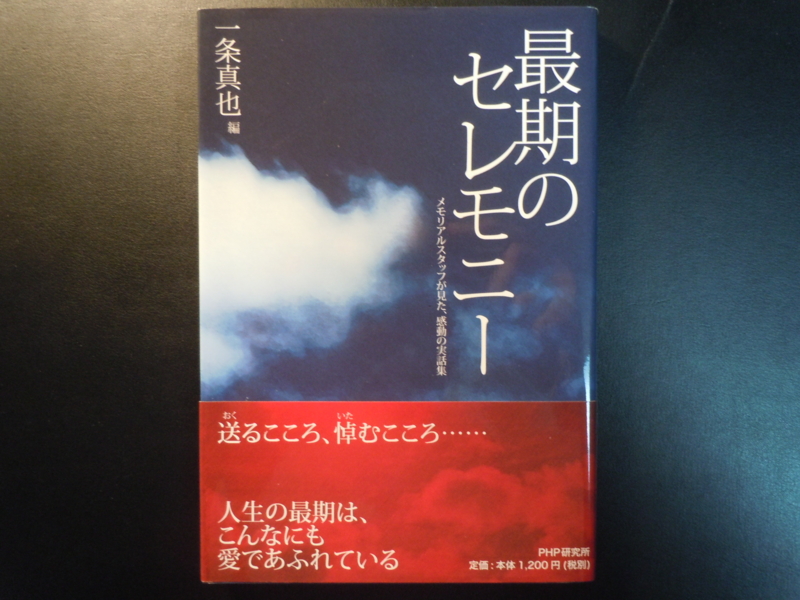 最期の
セレモニー
メモリアルスタッフが見た、感動の実話集
一条真也 編
送るこころ、悼むこころ……
おく
いた
人生の最期は、
こんなにも
愛であふれている
PHP研究所
定価:本体1,200円(税別)